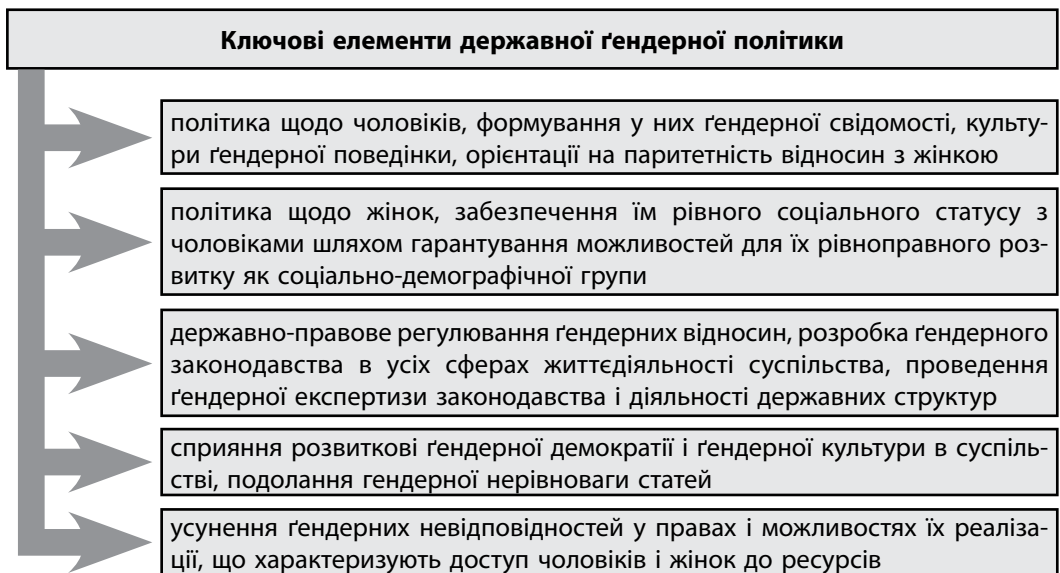 Ключові елементи державної ґендерної політики
політика щодо чоловіків, формування у них ґендерної свідомості, культу-
ри ґендерної поведінки, орієнтації на паритетність відносин з жінкою
політика щодо жінок, забезпечення їм рівного соціального статусу з
чоловіками шляхом гарантування можливостей для їх рівноправного роз-
витку як соціально-демографічної групи
державно-правове регулювання ґендерних відносин, розробка ґендерного
законодавства в усіх сферах життєдіяльності суспільства, проведення
ґендерної експертизи законодавства і діяльності державних структур
сприяння розвиткові ґендерної демократії і ґендерної культури в суспіль-
стві, подолання гендерної нерівноваги статей
усунення ґендерних невідповідностей у правах і можливостях їх реаліза-
ції, що характеризують доступ чоловіків і жінок до ресурсів